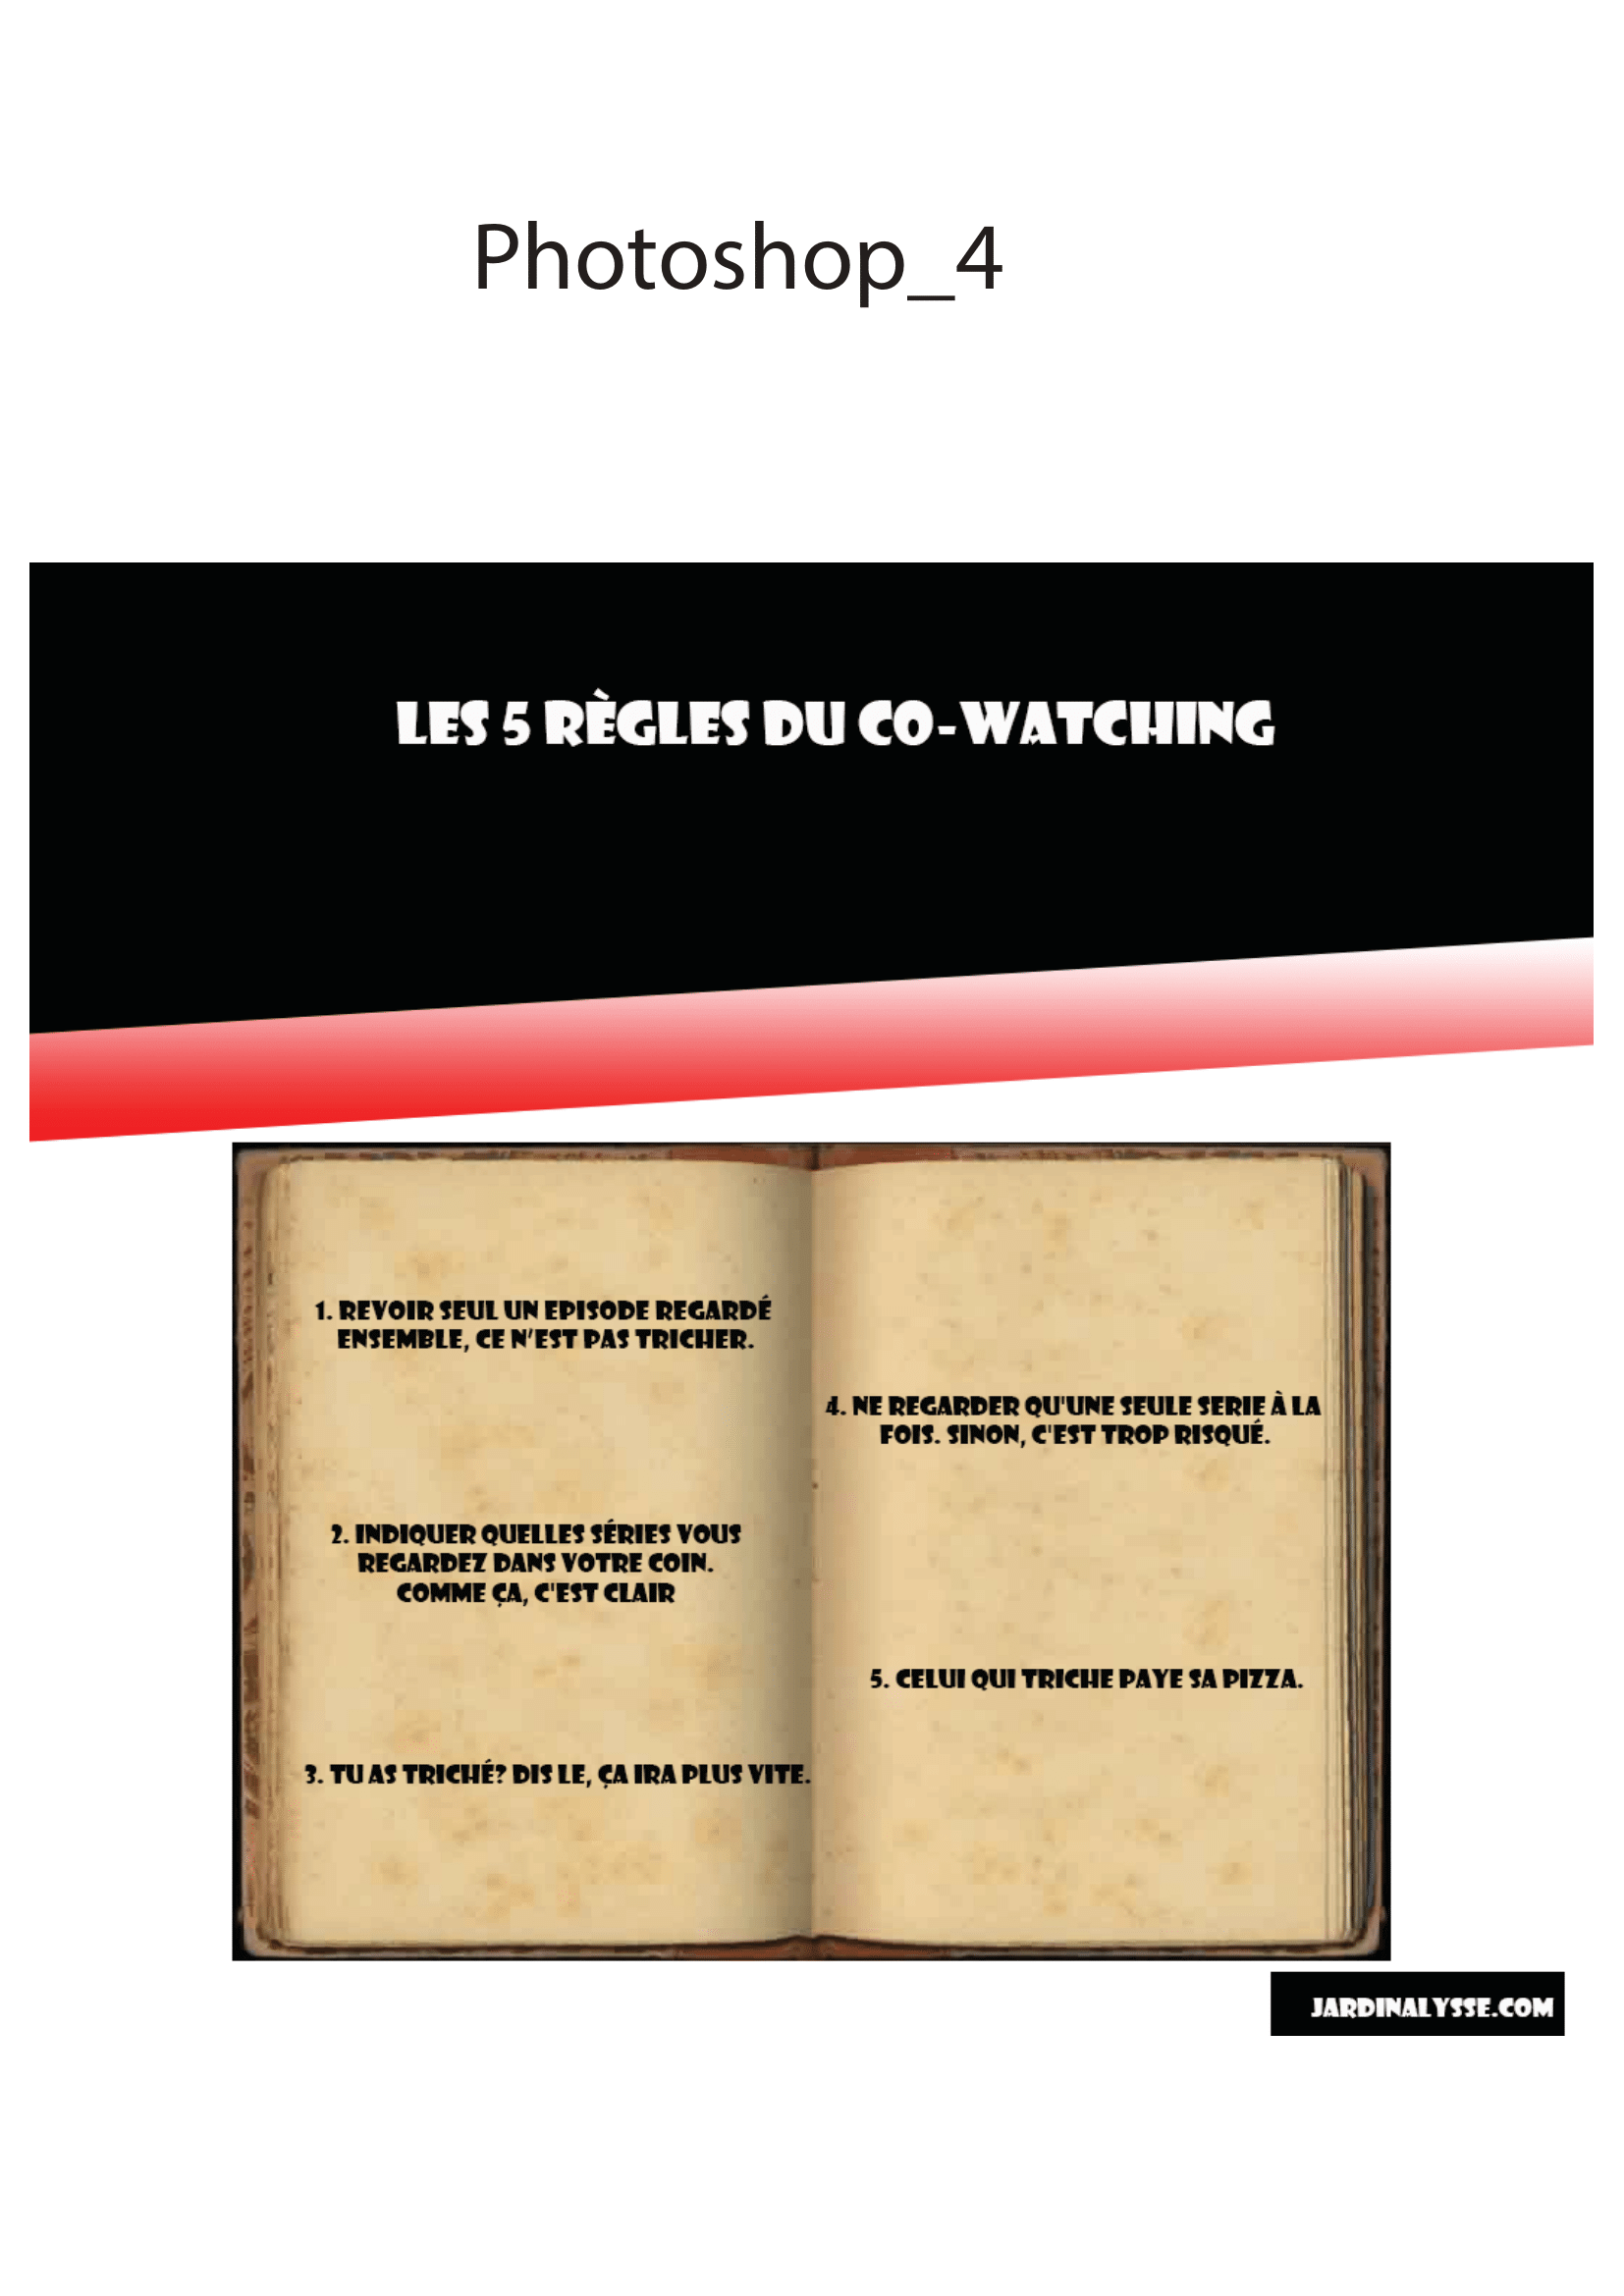 Photoshop_4
LES 5 RÈGLES DU CO-WATCHING
1. REVOIR SEUL UN EPISODE REGARDÉ
ENSEMBLE, CE N'EST PAS TRICHER.
2. INDIQUER QUELLES SÉRIES VOUS
REGARDEZ DANS VOTRE COIN.
COMME ÇA, C'EST CLAIR
3. TU AS TRICHÉ? DIS LE, ÇA IRA PLUS VITE.
4. NE REGARDER QU'UNE SEULE SERIE À LA
FOIS. SINON, C'EST TROP RISQUÉ.
5. CELUI QUI TRICHE PAYE SA PIZZA.
JARDINALYSSE.COM